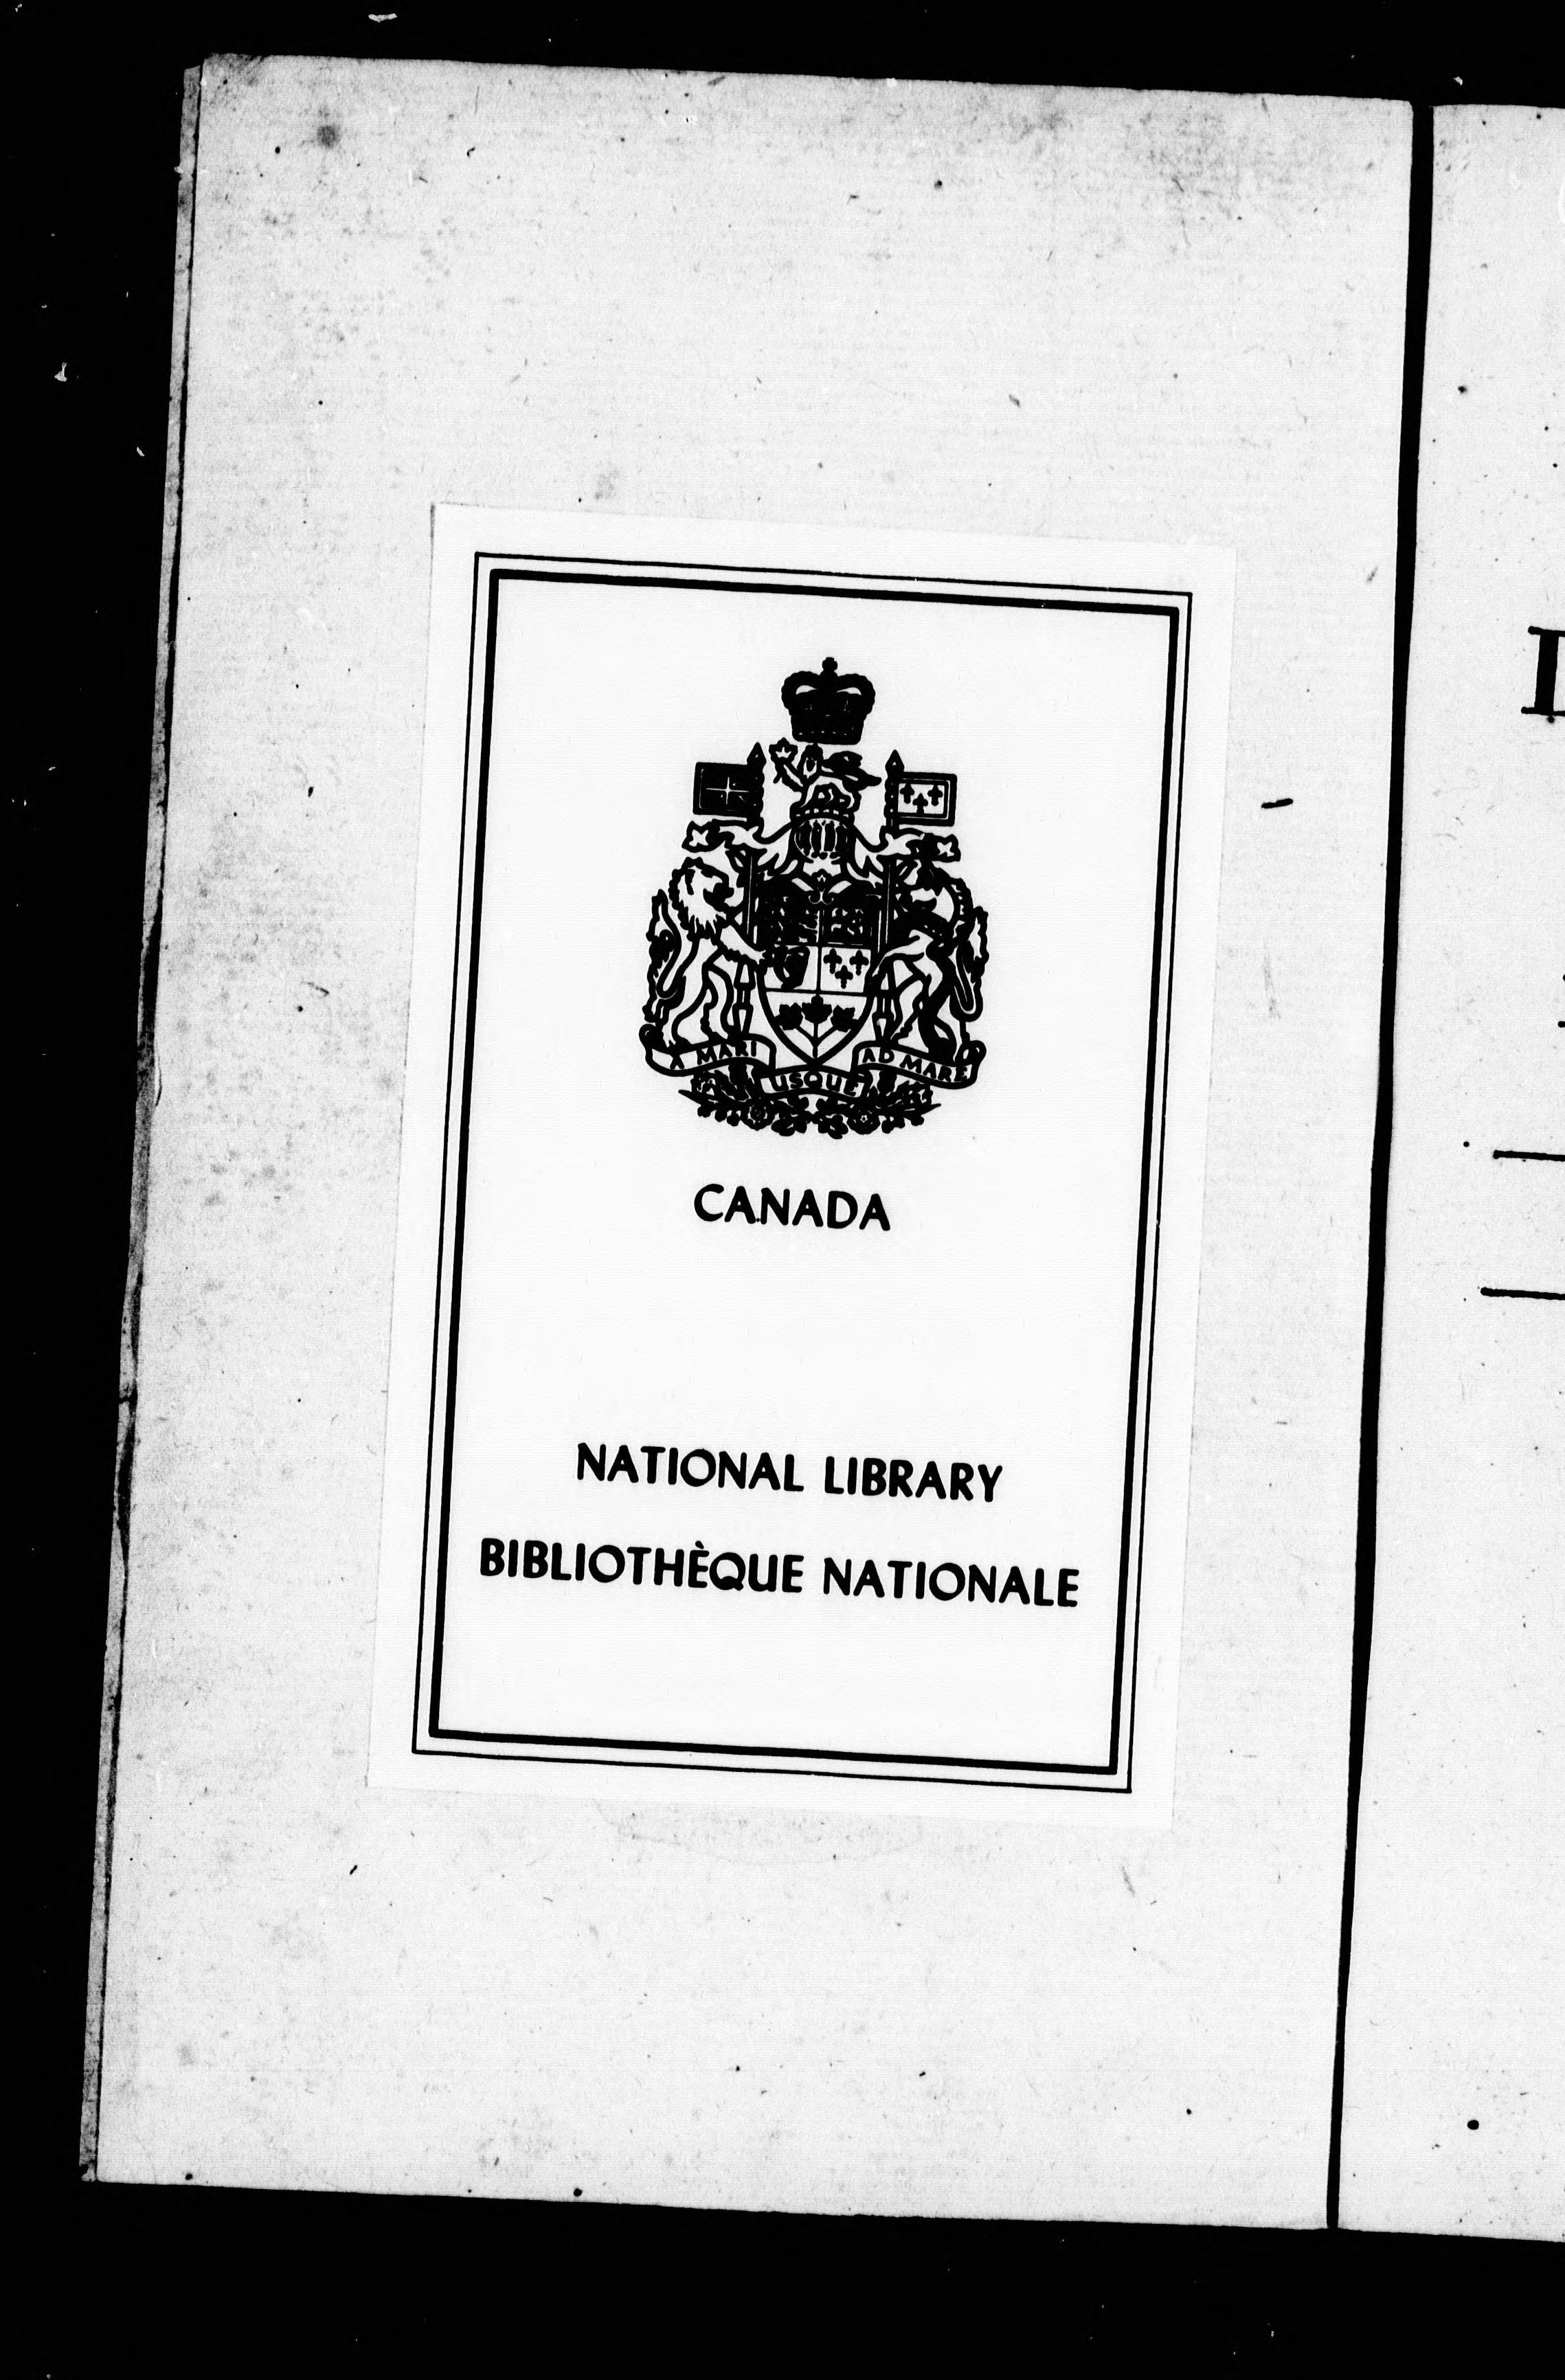 A MARI USQUE AD MARE
CANADA
NATIONAL LIBRARY
BIBLIOTHÈQUE NATIONALE